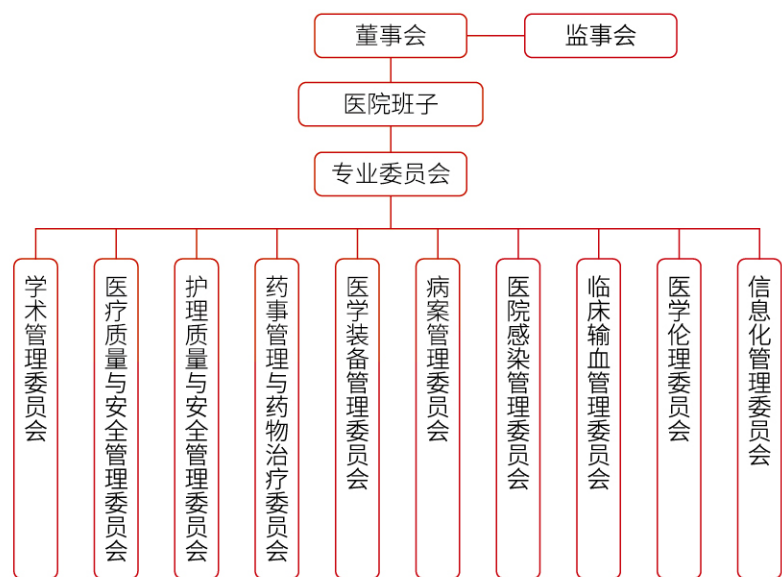 董事会
监事会
医院班子
专业委员会
学术管理委员会
医疗质量与安全管理委员会
护理质量与安全管理委员会
药事管理与药物治疗委员会
医学装备管理委员会
病案管理委员会
医院感染管理委员会
临床输血管理委员会
医学伦理委员会
信息化管理委员会